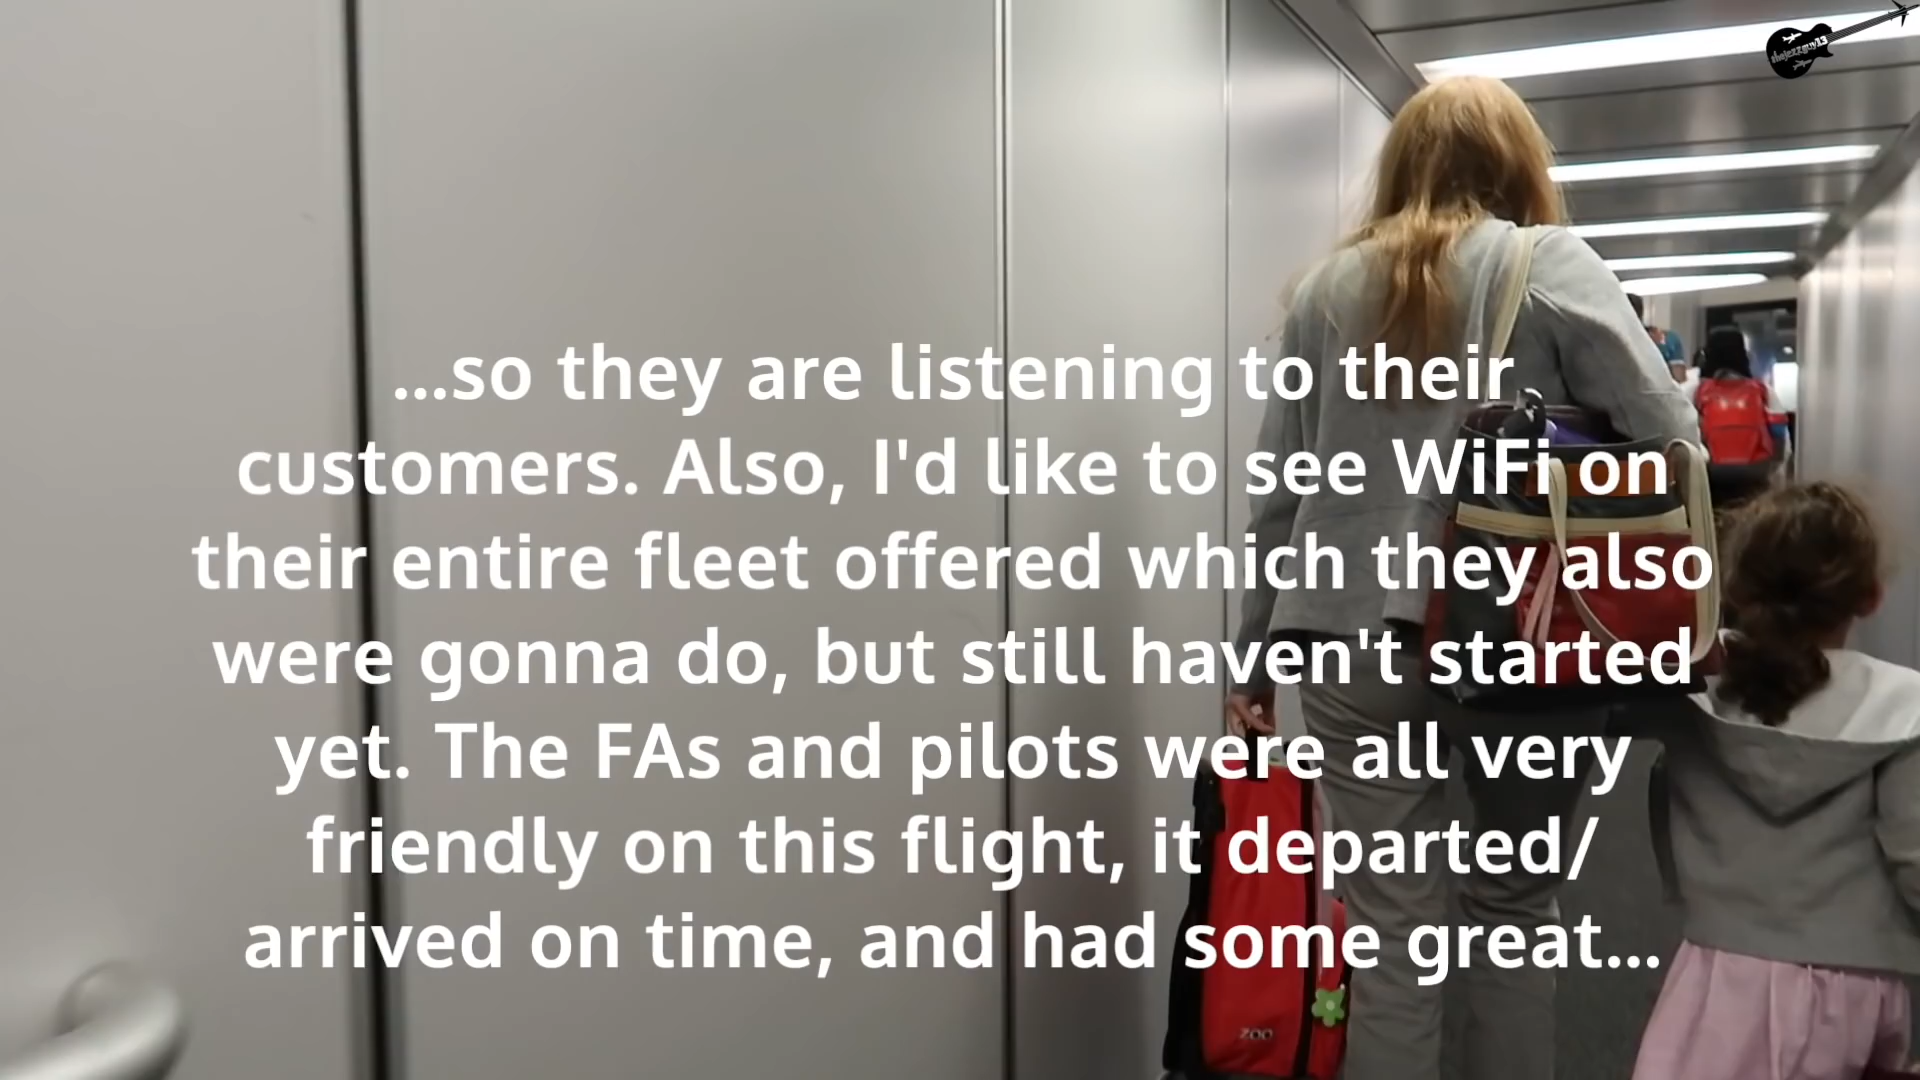 thejazzguy13
...so they are listening to their
customers. Also, I'd like to see WiFi on
their entire fleet offered which they also
were gonna do, but still haven't started
yet. The FAs and pilots were all very
friendly on this flight, it departed/
arrived on time, and had some great...
ZOO